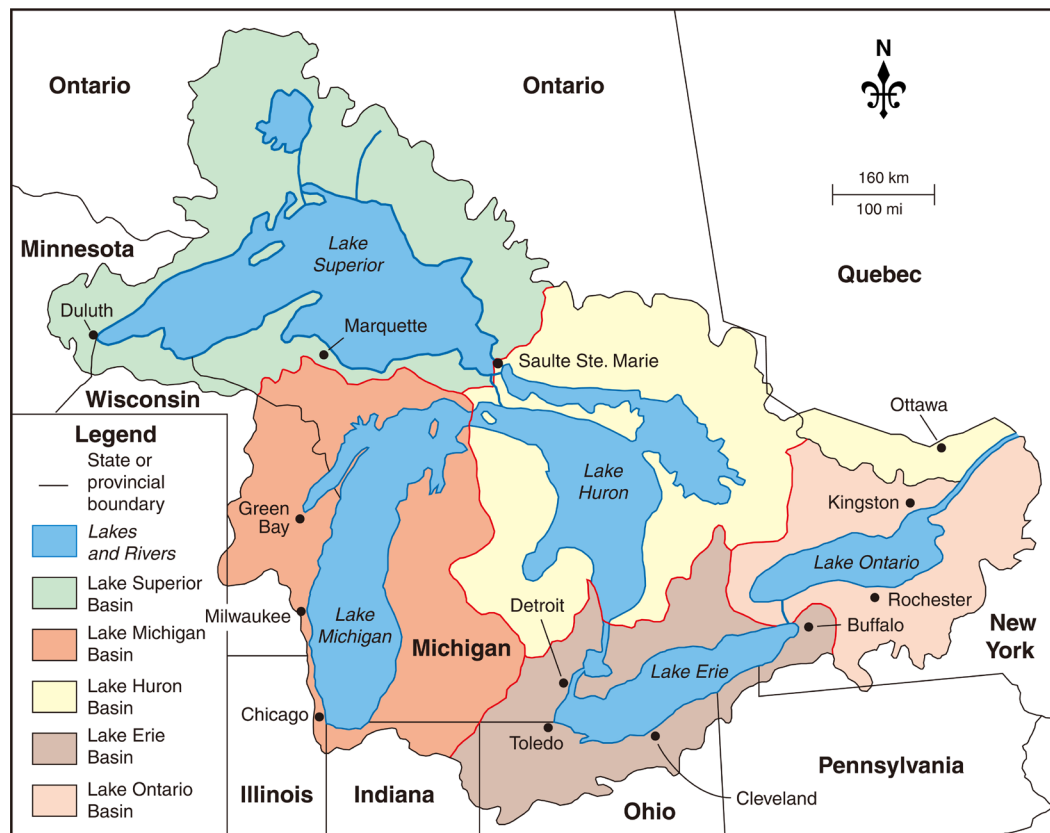 Ontario
Ontario
N
160 km
100 mi
Minnesota
Quebec
Lake
Superior
Duluth
Marquette
Saulte Ste. Marie
Wisconsin
Ottawa
Legend
State or
provincial
boundary
Lakes
and Rivers
Lake Superior
Basin
Lake Michigan
Basin
Lake Huron
Basin
Lake Erie
Basin
Lake Ontario
Basin
Green
Bay
Lake
Huron
Kingston
Lake Ontario
Milwaukee
Lake
Michigan
Michigan
Detroit
Rochester
Buffalo
New
York
Lake Erie
Chicago
Toledo
Cleveland
Pennsylvania
Illinois
Indiana
Ohio